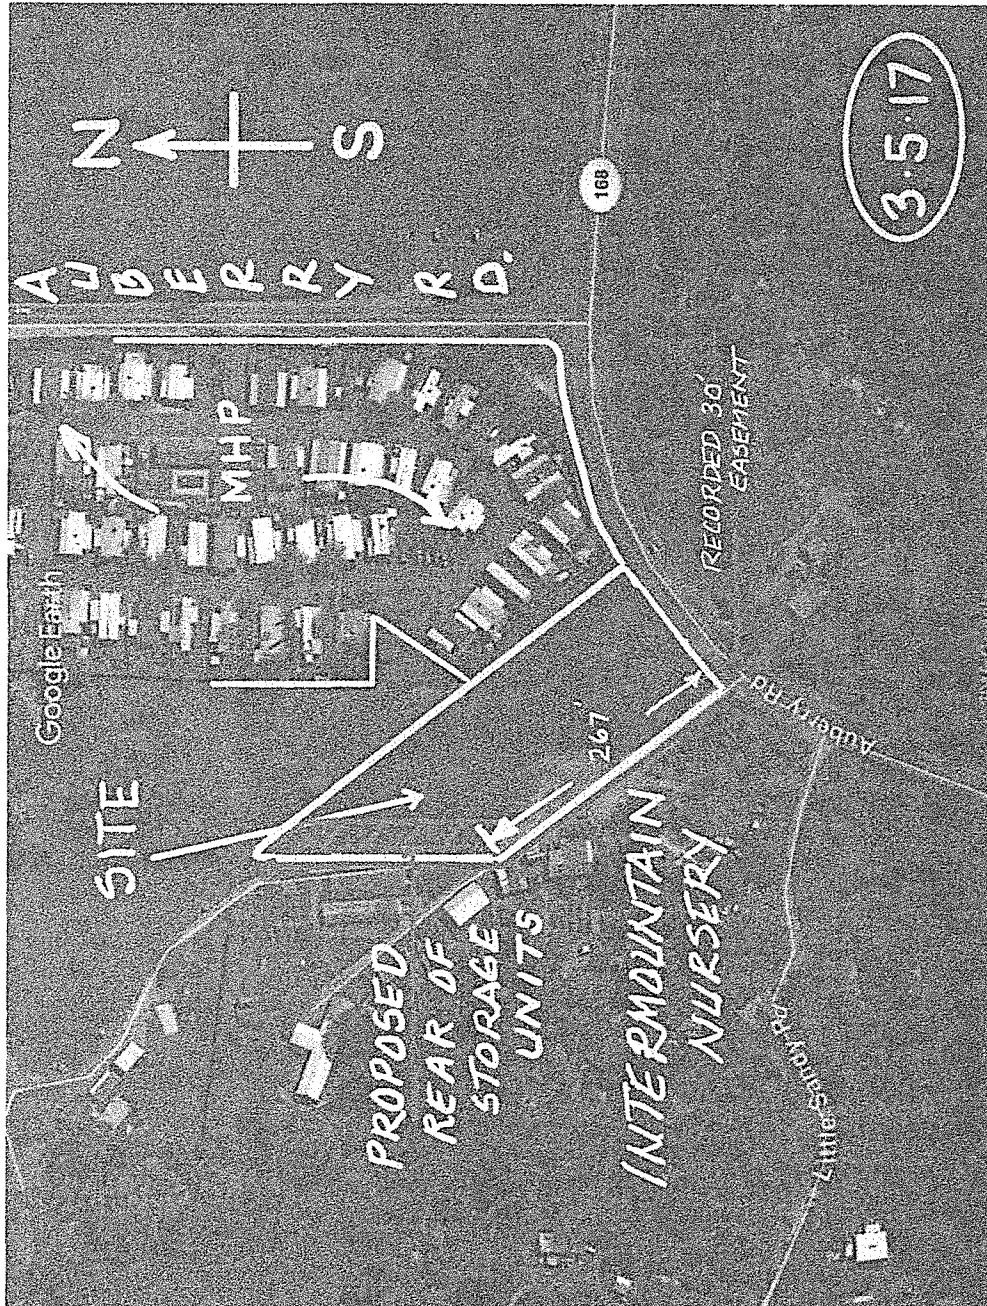 N
S
3·5·17
168
AUBERRY RD.
MHP
RECORDED 30'
EASEMENT
Google Earth
SITE
267'
Auberry Rd
PROPOSED
REAR OF
STORAGE
UNITS
INTERMOUNTAIN
NURSERY
Little Sandy Rd